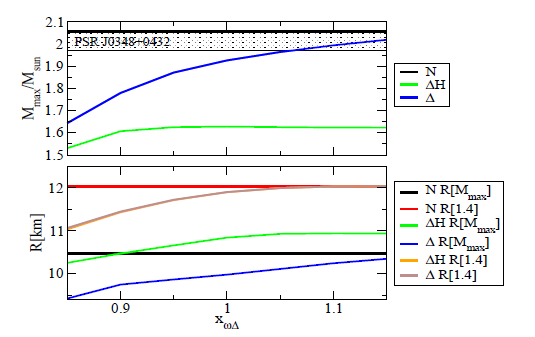 2.1
2
1.9
1.8
1.7
1.6
1.5
M_max/M_sun
PSR J0348+0432
N
ΔH
Δ
12
11
10
R[km]
0.9
1
1.1
x_ωΔ
N R[M_max]
N R[1.4]
ΔH R[M_max]
Δ R[M_max]
ΔH R[1.4]
Δ R[1.4]